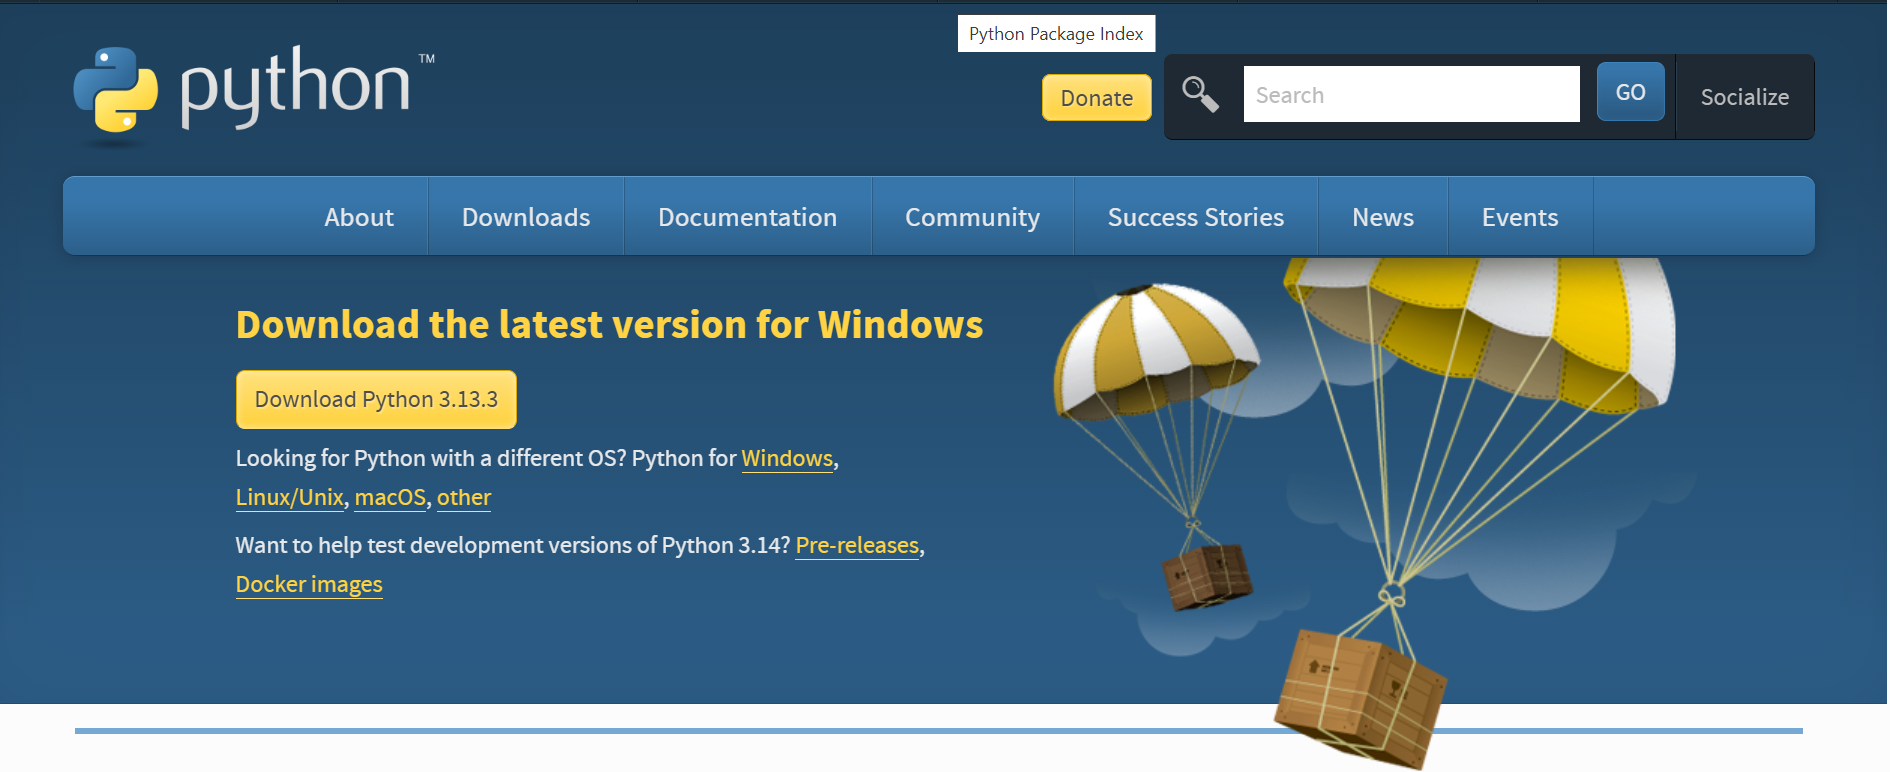 Python Package Index
python™
Donate
Search
GO
Socialize
About
Downloads
Documentation
Community
Success Stories
News
Events
Download the latest version for Windows
Download Python 3.13.3
Looking for Python with a different OS? Python for Windows,
Linux/Unix, macOS, other
Want to help test development versions of Python 3.14? Pre-releases,
Docker images